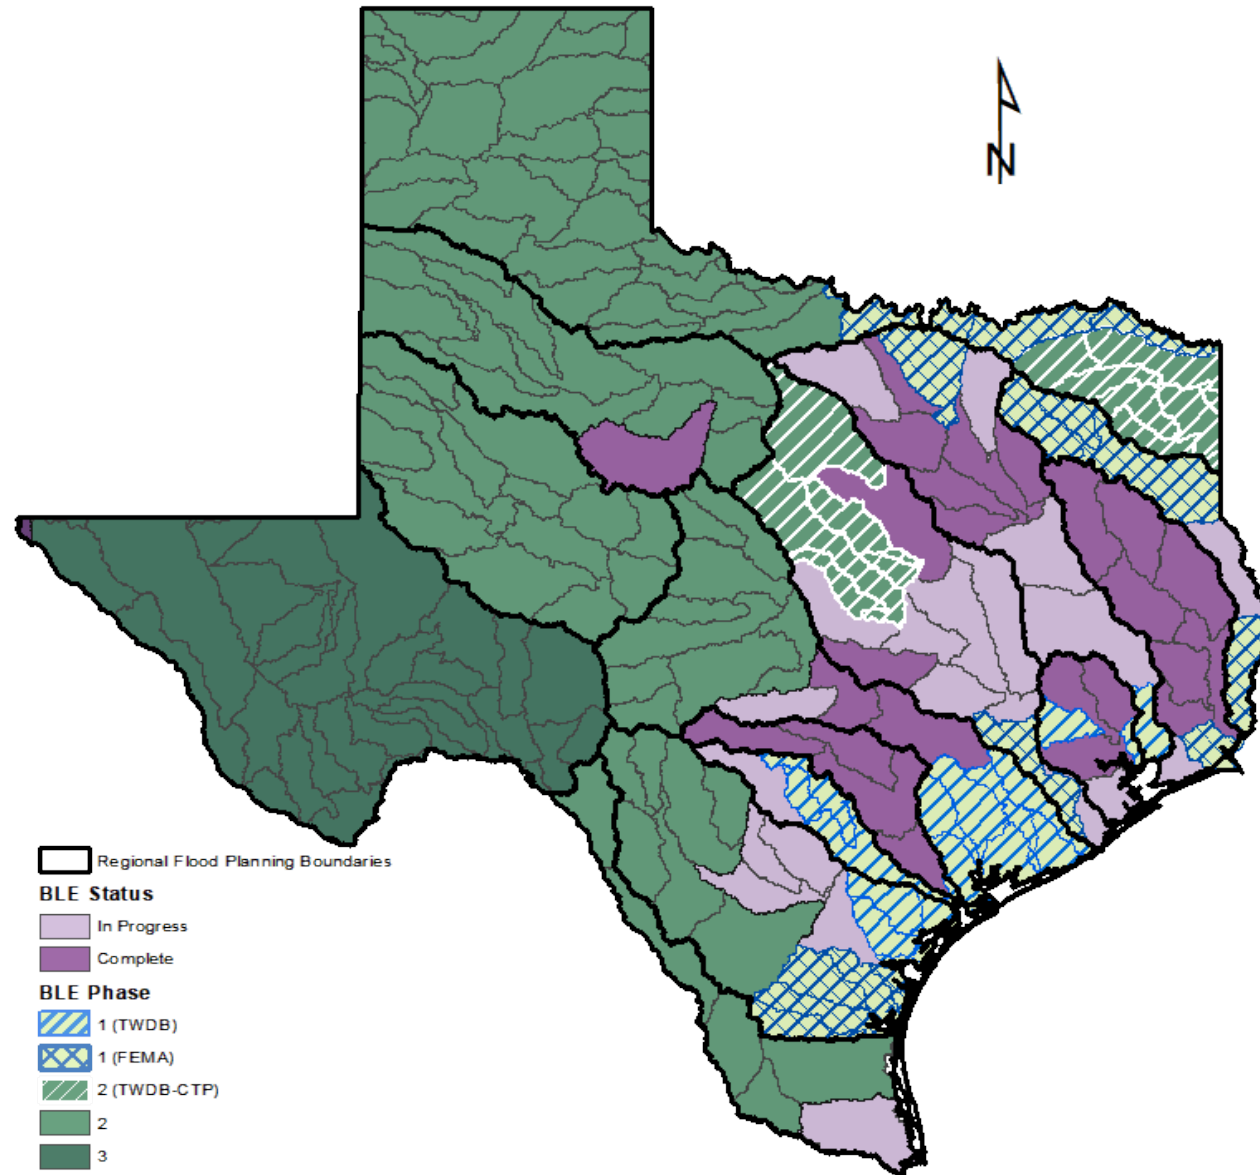 N
Regional Flood Planning Boundaries
BLE Status
In Progress
Complete
BLE Phase
1 (TWDB)
1 (FEMA)
2 (TWDB-CTP)
2
3